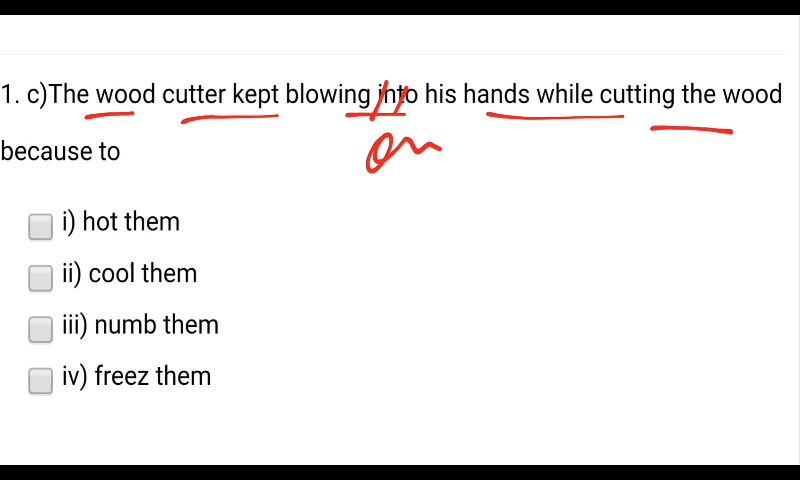 1. c)The wood cutter kept blowing into his hands while cutting the wood
on
because to
i) hot them
ii) cool them
iii) numb them
iv) freez them